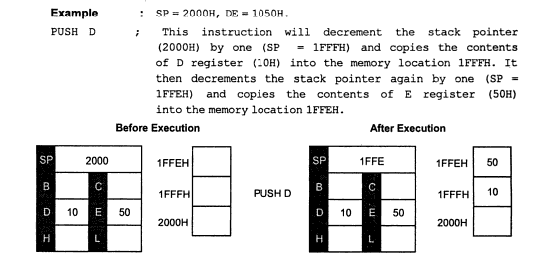 Example : SP = 2000H, DE = 1050H.
PUSH D ; This instruction will decrement the stack pointer
(2000H) by one (SP = 1FFFH) and copies the contents
of D register (10H) into the memory location 1FFFH. It
then decrements the stack pointer again by one (SP =
1FFEH) and copies the contents of E register (50H)
into the memory location 1FFEH.
Before Execution
SP 2000
B C
D 10 E 50
H L
1FFEH
1FFFH
2000H
PUSH D
After Execution
SP 1FFE
B C
D 10 E 50
H L
1FFEH 50
1FFFH 10
2000H